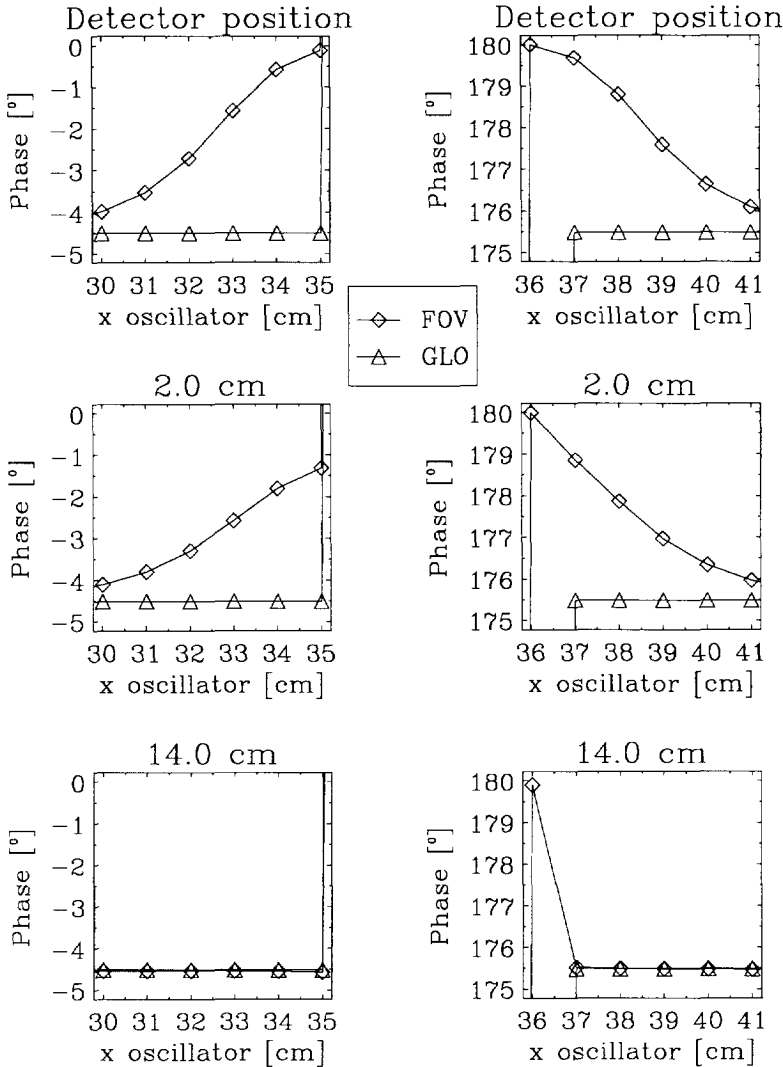 Detector position
Phase [°]
0
−1
−2
−3
−4
−5
30 31 32 33 34 35
x oscillator [cm]
Detector position
Phase [°]
180
179
178
177
176
175
36 37 38 39 40 41
x oscillator [cm]
FOV
GLO
2.0 cm
Phase [°]
0
−1
−2
−3
−4
−5
30 31 32 33 34 35
x oscillator [cm]
2.0 cm
Phase [°]
180
179
178
177
176
175
36 37 38 39 40 41
x oscillator [cm]
14.0 cm
Phase [°]
0
−1
−2
−3
−4
−5
30 31 32 33 34 35
x oscillator [cm]
14.0 cm
Phase [°]
180
179
178
177
176
175
36 37 38 39 40 41
x oscillator [cm]